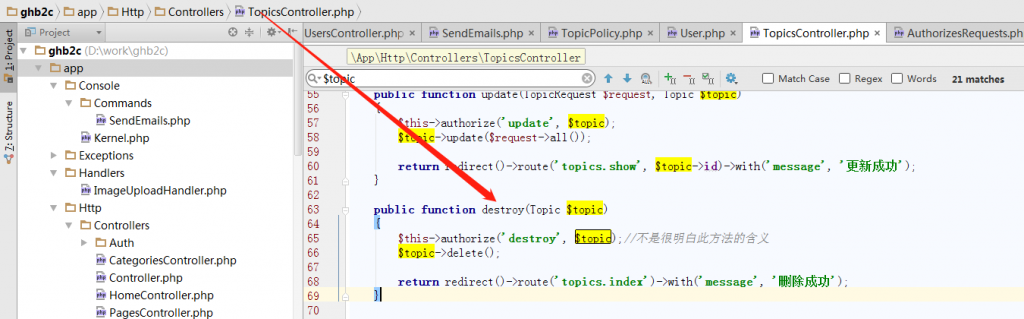 ghb2c app Http Controllers TopicsController.php
1: Project
7: Structure
Project
ghb2c (D:\work\ghb2c)
app
Console
Commands
SendEmails.php
Kernel.php
Exceptions
Handlers
ImageUploadHandler.php
Http
Controllers
Auth
CategoriesController.php
Controller.php
HomeController.php
PagesController.php
UsersController.php SendEmails.php TopicPolicy.php User.php TopicsController.php AuthorizesRequests.php
\App\Http\Controllers\TopicsController
$topic Match Case Regex Words 21 matches
55 public function update(TopicRequest $request, Topic $topic)
56 {
57 $this->authorize('update', $topic);
58 $topic->update($request->all());
59
60 return redirect()->route('topics.show', $topic->id)->with('message', '更新成功');
61 }
62
63 public function destroy(Topic $topic)
64 {
65 $this->authorize('destroy', $topic);//不是很明白此方法的含义
66 $topic->delete();
67
68 return redirect()->route('topics.index')->with('message', '删除成功');
69 }
70